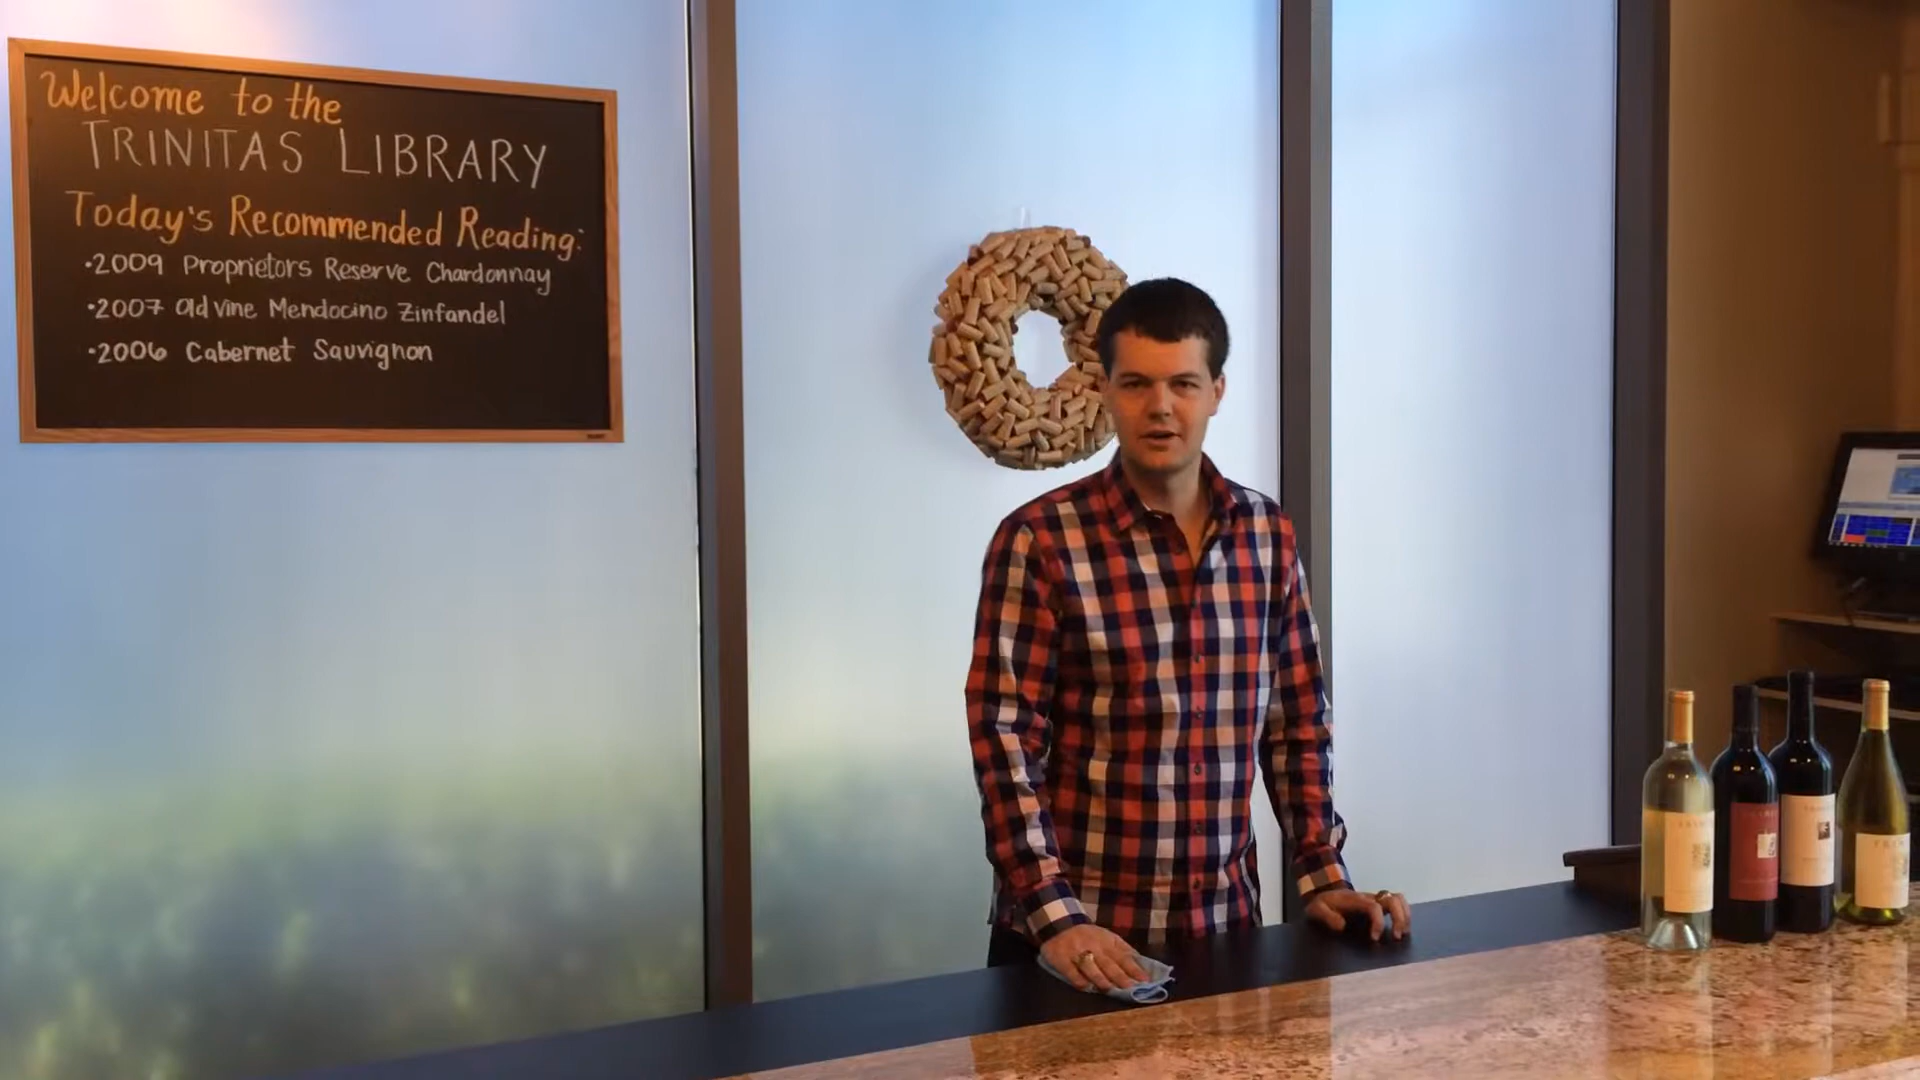 Welcome to the
TRINITAS LIBRARY
Today's Recommended Reading:
•2009 Proprietors Reserve Chardonnay
•2007 Old Vine Mendocino Zinfandel
•2006 Cabernet Sauvignon